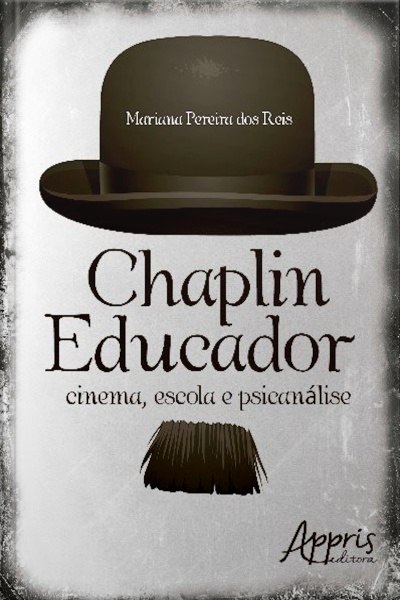 Mariana Pereira dos Reis
Chaplin
Educador
cinema, escola e psicanálise
Appris
editora